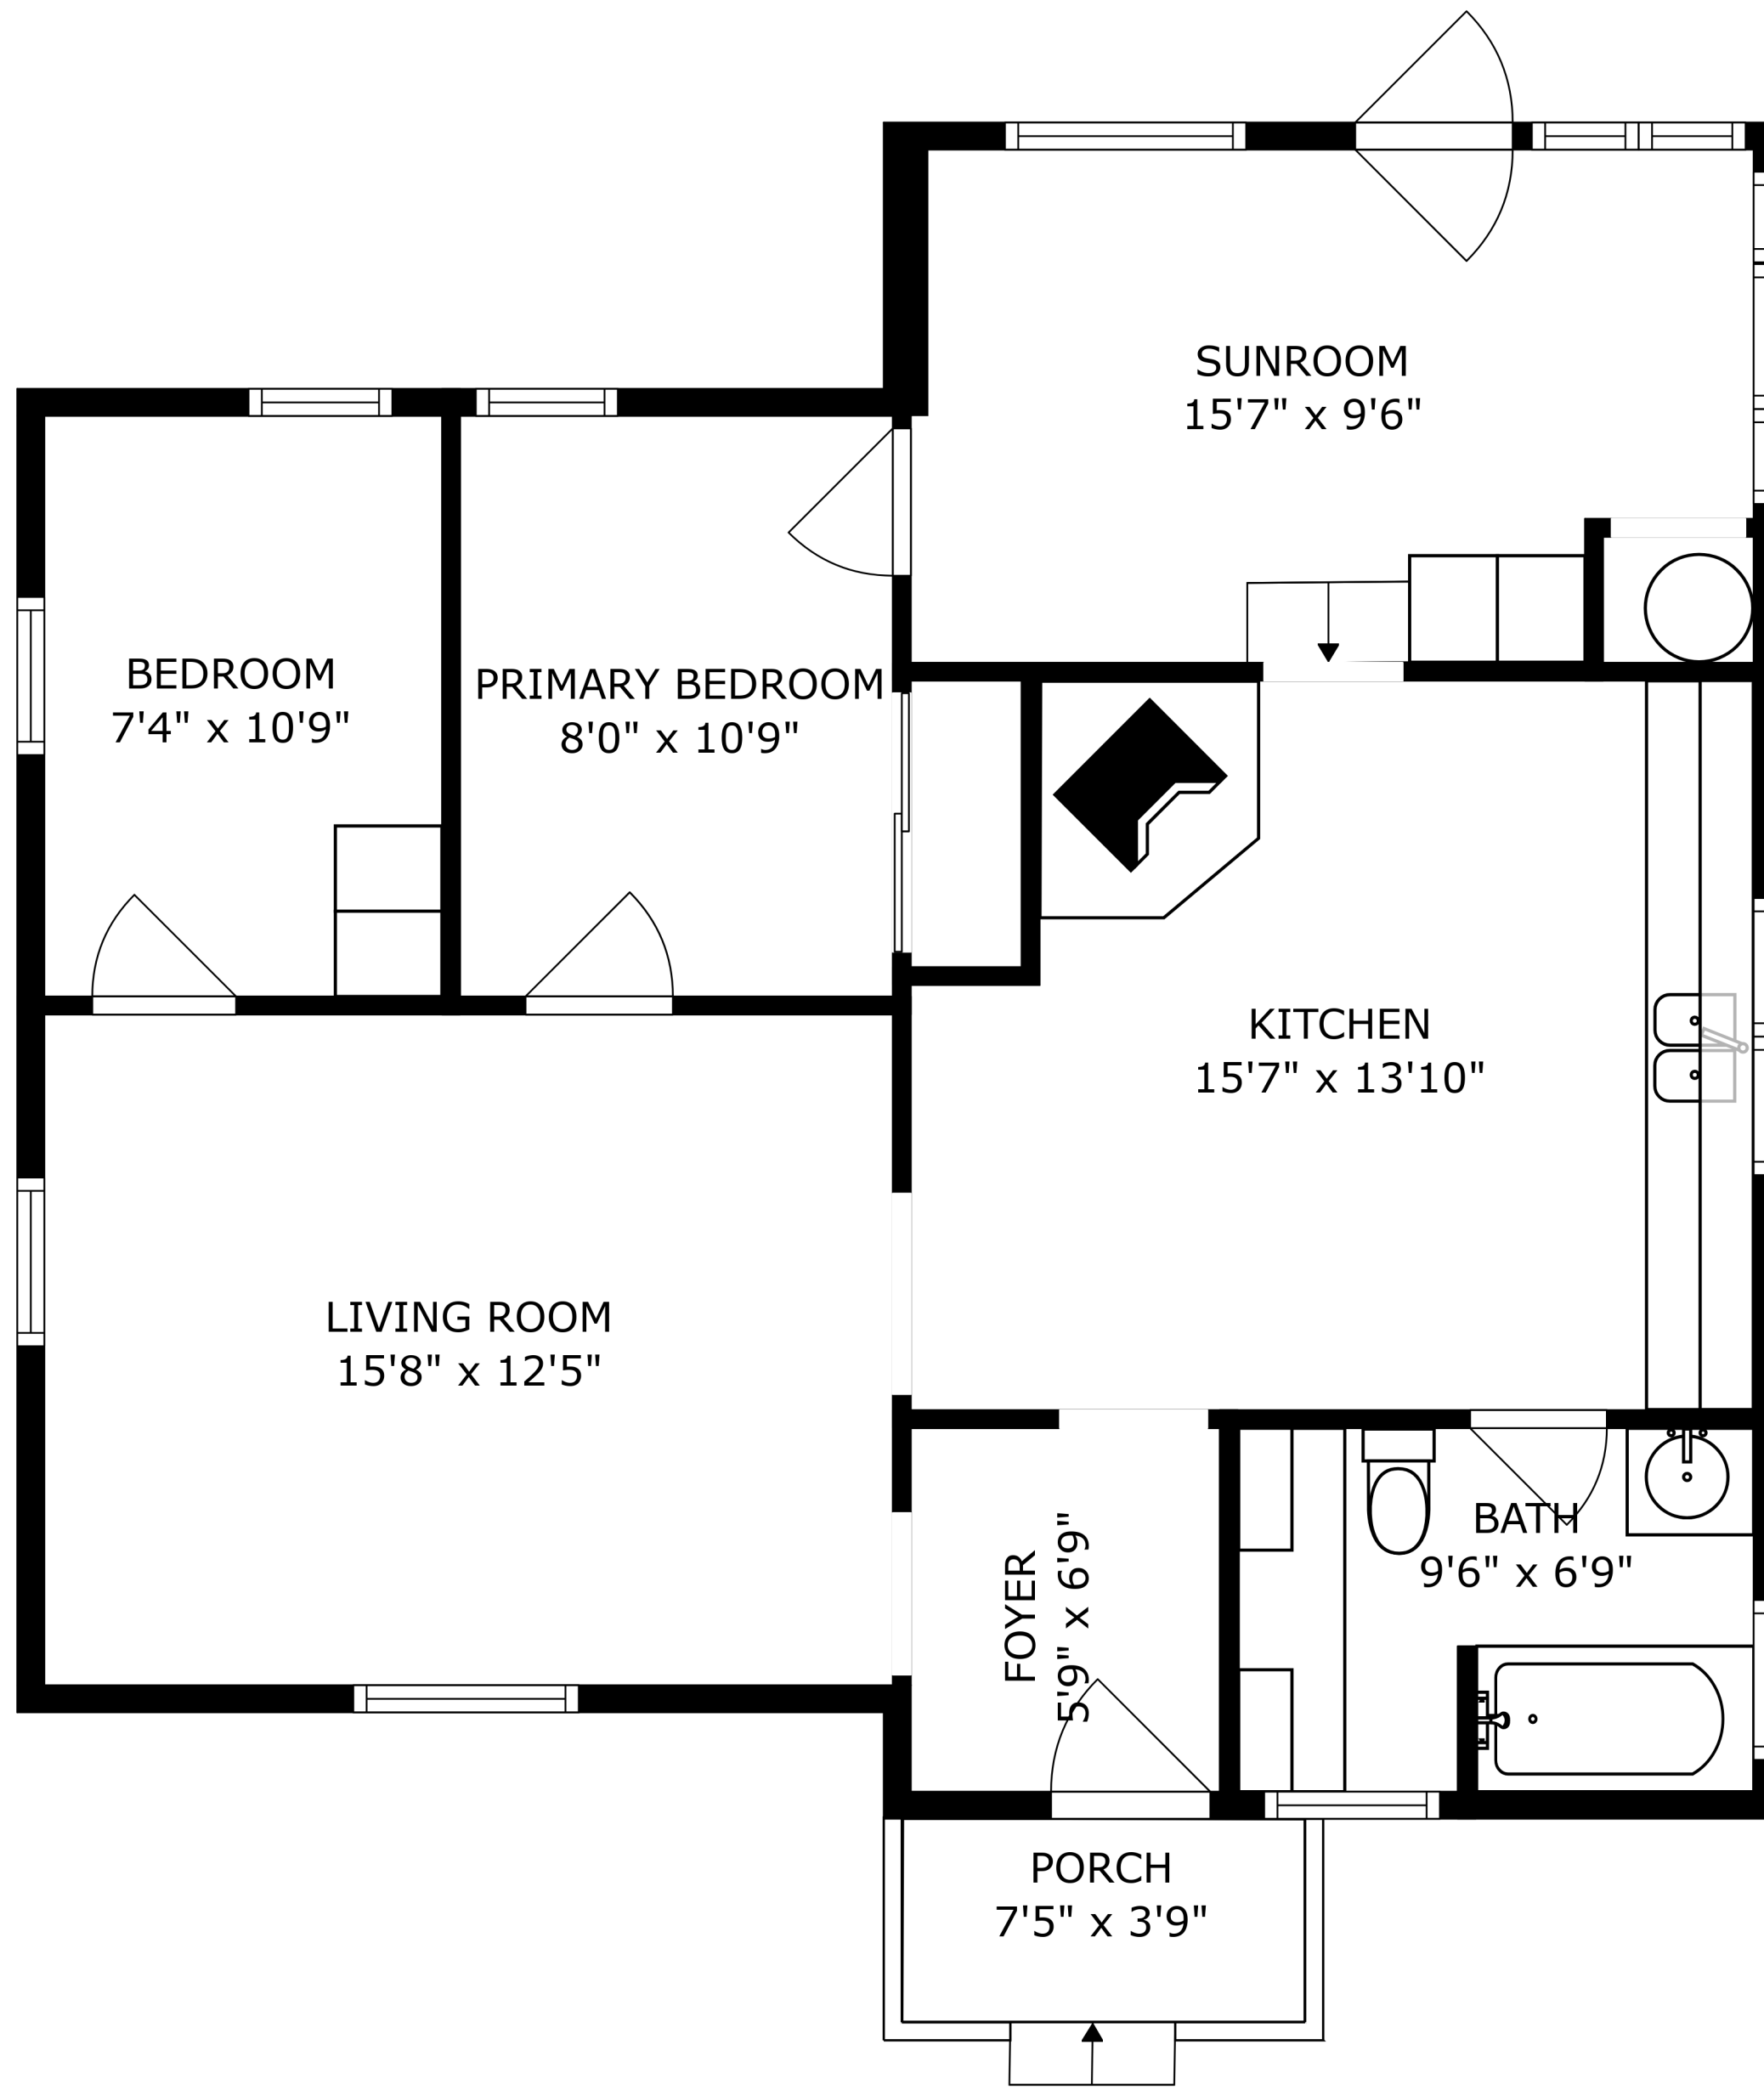 SUNROOM
15'7" x 9'6"
BEDROOM
7'4" x 10'9"
PRIMARY BEDROOM
8'0" x 10'9"
KITCHEN
15'7" x 13'10"
LIVING ROOM
15'8" x 12'5"
FOYER
5'9" x 6'9"
BATH
9'6" x 6'9"
PORCH
7'5" x 3'9"